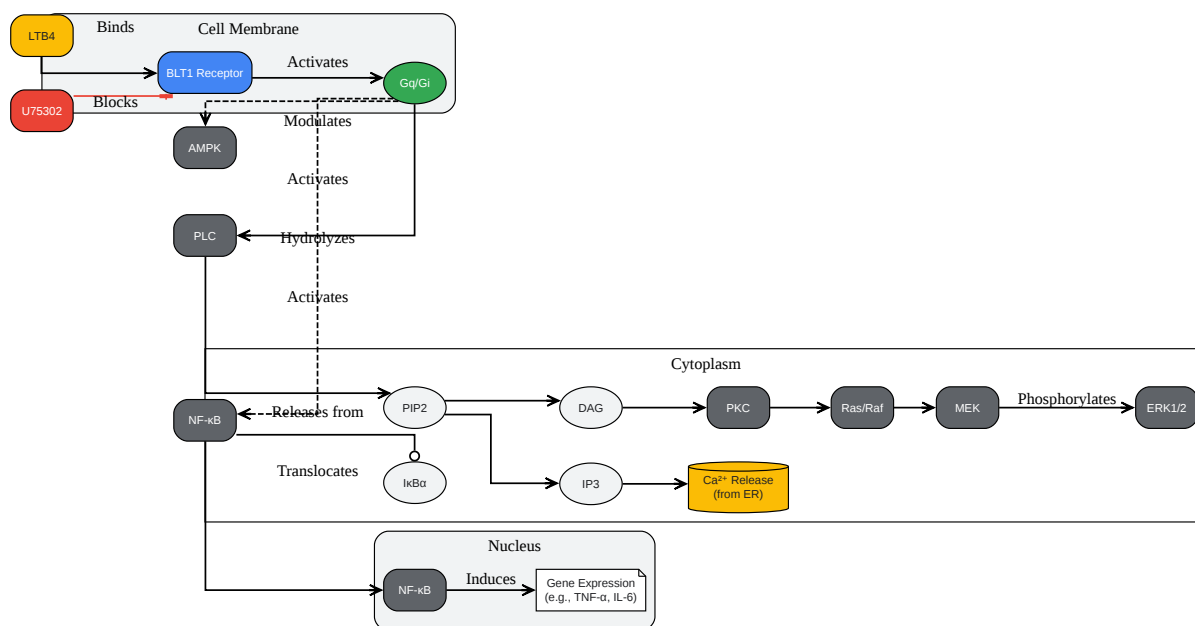 LTB4
Binds
Cell Membrane
BLT1 Receptor
Activates
Gq/Gi
U75302
Blocks
Modulates
AMPK
Activates
PLC
Hydrolyzes
Activates
Cytoplasm
NF-κB
Releases from
PIP2
DAG
PKC
Ras/Raf
MEK
Phosphorylates
ERK1/2
Translocates
IκBα
IP3
Ca²⁺ Release
(from ER)
Nucleus
NF-κB
Induces
Gene Expression
(e.g., TNF-α, IL-6)